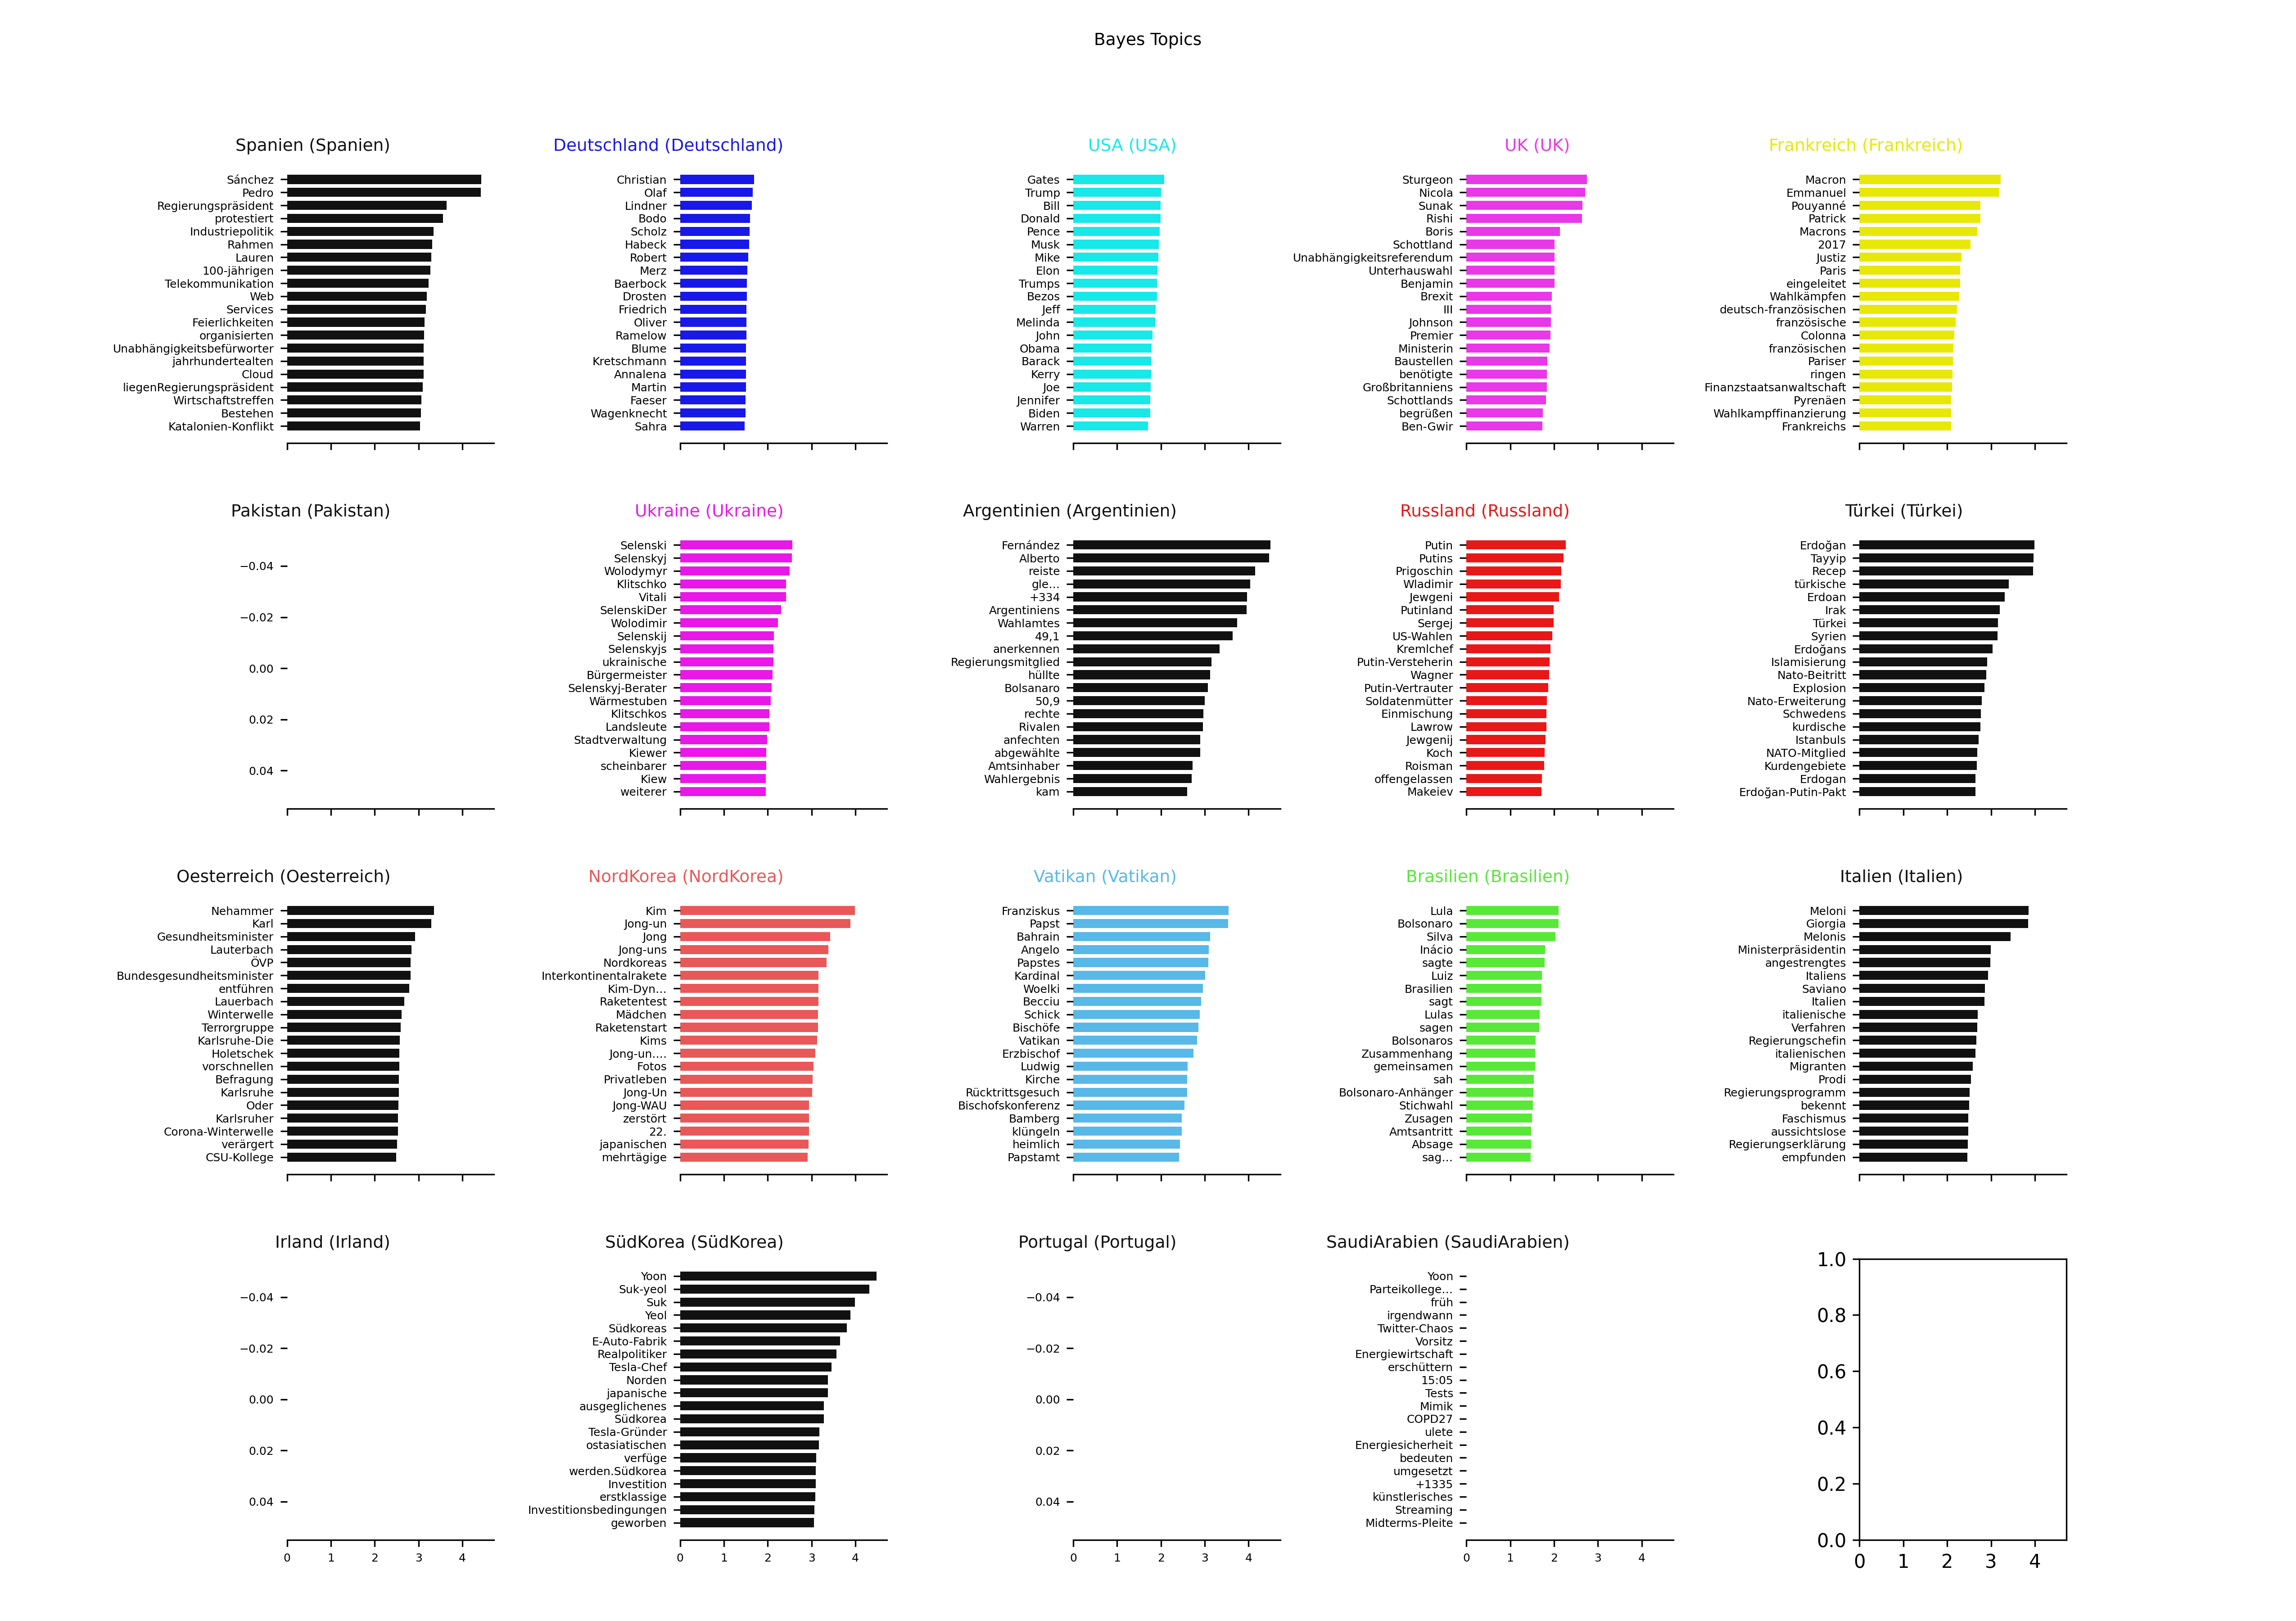 Bayes Topics
Spanien (Spanien)
Sánchez
Pedro
Regierungspräsident
protestiert
Industriepolitik
Rahmen
Lauren
100-jährigen
Telekommunikation
Web
Services
Feierlichkeiten
organisierten
Unabhängigkeitsbefürworter
jahrhundertealten
Cloud
liegenRegierungspräsident
Wirtschaftstreffen
Bestehen
Katalonien-Konflikt
Deutschland (Deutschland)
Christian
Olaf
Lindner
Bodo
Scholz
Habeck
Robert
Merz
Baerbock
Drosten
Friedrich
Oliver
Ramelow
Blume
Kretschmann
Annalena
Martin
Faeser
Wagenknecht
Sahra
USA (USA)
Gates
Trump
Bill
Donald
Pence
Musk
Mike
Elon
Trumps
Bezos
Jeff
Melinda
John
Obama
Barack
Kerry
Joe
Jennifer
Biden
Warren
UK (UK)
Sturgeon
Nicola
Sunak
Rishi
Boris
Schottland
Unabhängigkeitsreferendum
Unterhauswahl
Benjamin
Brexit
III
Johnson
Premier
Ministerin
Baustellen
benötigte
Großbritanniens
Schottlands
begrüßen
Ben-Gwir
Frankreich (Frankreich)
Macron
Emmanuel
Pouyanné
Patrick
Macrons
2017
Justiz
Paris
eingeleitet
Wahlkämpfen
deutsch-französischen
französische
Colonna
französischen
Pariser
ringen
Finanzstaatsanwaltschaft
Pyrenäen
Wahlkampffinanzierung
Frankreichs
Pakistan (Pakistan)
−0.04
−0.02
0.00
0.02
0.04
Ukraine (Ukraine)
Selenski
Selenskyj
Wolodymyr
Klitschko
Vitali
SelenskiDer
Wolodimir
Selenskij
Selenskyjs
ukrainische
Bürgermeister
Selenskyj-Berater
Wärmestuben
Klitschkos
Landsleute
Stadtverwaltung
Kiewer
scheinbarer
Kiew
weiterer
Argentinien (Argentinien)
Fernández
Alberto
reiste
gle…
+334
Argentiniens
Wahlamtes
49,1
anerkennen
Regierungsmitglied
hüllte
Bolsanaro
50,9
rechte
Rivalen
anfechten
abgewählte
Amtsinhaber
Wahlergebnis
kam
Russland (Russland)
Putin
Putins
Prigoschin
Wladimir
Jewgeni
Putinland
Sergej
US-Wahlen
Kremlchef
Putin-Versteherin
Wagner
Putin-Vertrauter
Soldatenmütter
Einmischung
Lawrow
Jewgenij
Koch
Roisman
offengelassen
Makeiev
Türkei (Türkei)
Erdoğan
Tayyip
Recep
türkische
Erdoan
Irak
Türkei
Syrien
Erdoğans
Islamisierung
Nato-Beitritt
Explosion
Nato-Erweiterung
Schwedens
kurdische
Istanbuls
NATO-Mitglied
Kurdengebiete
Erdogan
Erdoğan-Putin-Pakt
Oesterreich (Oesterreich)
Nehammer
Karl
Gesundheitsminister
Lauterbach
ÖVP
Bundesgesundheitsminister
entführen
Lauerbach
Winterwelle
Terrorgruppe
Karlsruhe-Die
Holetschek
vorschnellen
Befragung
Karlsruhe
Oder
Karlsruher
Corona-Winterwelle
verärgert
CSU-Kollege
NordKorea (NordKorea)
Kim
Jong-un
Jong
Jong-uns
Nordkoreas
Interkontinentalrakete
Kim-Dyn…
Raketentest
Mädchen
Raketenstart
Kims
Jong-un.…
Fotos
Privatleben
Jong-Un
Jong-WAU
zerstört
22.
japanischen
mehrtägige
Vatikan (Vatikan)
Franziskus
Papst
Bahrain
Angelo
Papstes
Kardinal
Woelki
Becciu
Schick
Bischöfe
Vatikan
Erzbischof
Ludwig
Kirche
Rücktrittsgesuch
Bischofskonferenz
Bamberg
klüngeln
heimlich
Papstamt
Brasilien (Brasilien)
Lula
Bolsonaro
Silva
Inácio
sagte
Luiz
Brasilien
sagt
Lulas
sagen
Bolsonaros
Zusammenhang
gemeinsamen
sah
Bolsonaro-Anhänger
Stichwahl
Zusagen
Amtsantritt
Absage
sag…
Italien (Italien)
Meloni
Giorgia
Melonis
Ministerpräsidentin
angestrengtes
Italiens
Saviano
Italien
italienische
Verfahren
Regierungschefin
italienischen
Migranten
Prodi
Regierungsprogramm
bekennt
Faschismus
aussichtslose
Regierungserklärung
empfunden
Irland (Irland)
−0.04
−0.02
0.00
0.02
0.04
0 1 2 3 4
SüdKorea (SüdKorea)
Yoon
Suk-yeol
Suk
Yeol
Südkoreas
E-Auto-Fabrik
Realpolitiker
Tesla-Chef
Norden
japanische
ausgeglichenes
Südkorea
Tesla-Gründer
ostasiatischen
verfüge
werden.Südkorea
Investition
erstklassige
Investitionsbedingungen
geworben
0 1 2 3 4
Portugal (Portugal)
−0.04
−0.02
0.00
0.02
0.04
0 1 2 3 4
SaudiArabien (SaudiArabien)
Yoon
Parteikollege…
früh
irgendwann
Twitter-Chaos
Vorsitz
Energiewirtschaft
erschüttern
15:05
Tests
Mimik
COPD27
ulete
Energiesicherheit
bedeuten
umgesetzt
+1335
künstlerisches
Streaming
Midterms-Pleite
0 1 2 3 4
1.0
0.8
0.6
0.4
0.2
0.0
0 1 2 3 4